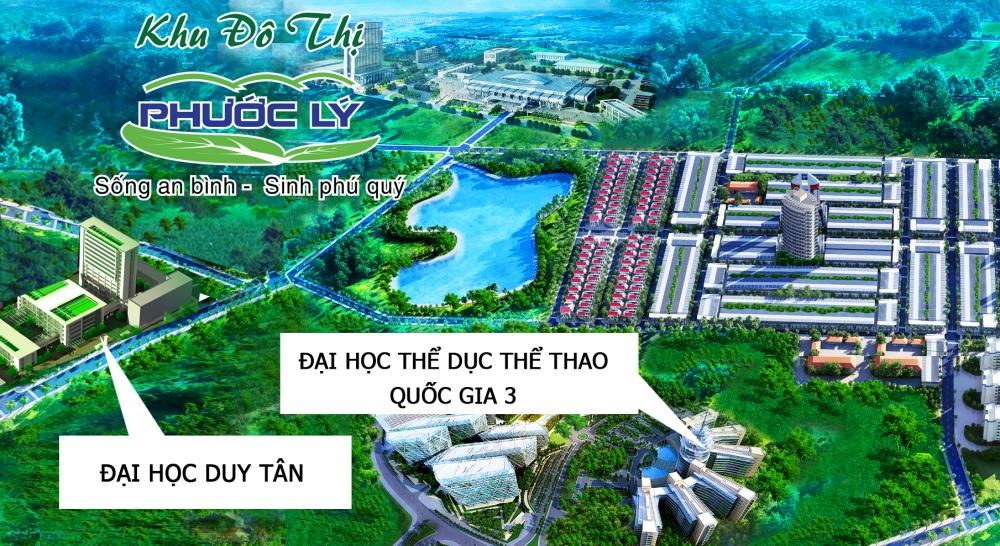 Khu Đô Thị
PHƯỚC LÝ
Sống an bình - Sinh phú quý
ĐẠI HỌC THỂ DỤC THỂ THAO
QUỐC GIA 3
ĐẠI HỌC DUY TÂN